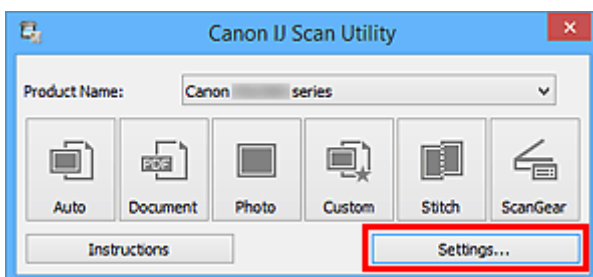 Canon IJ Scan Utility
Product Name: Canon series
PDF
Auto Document Photo Custom Stitch ScanGear
Instructions Settings...